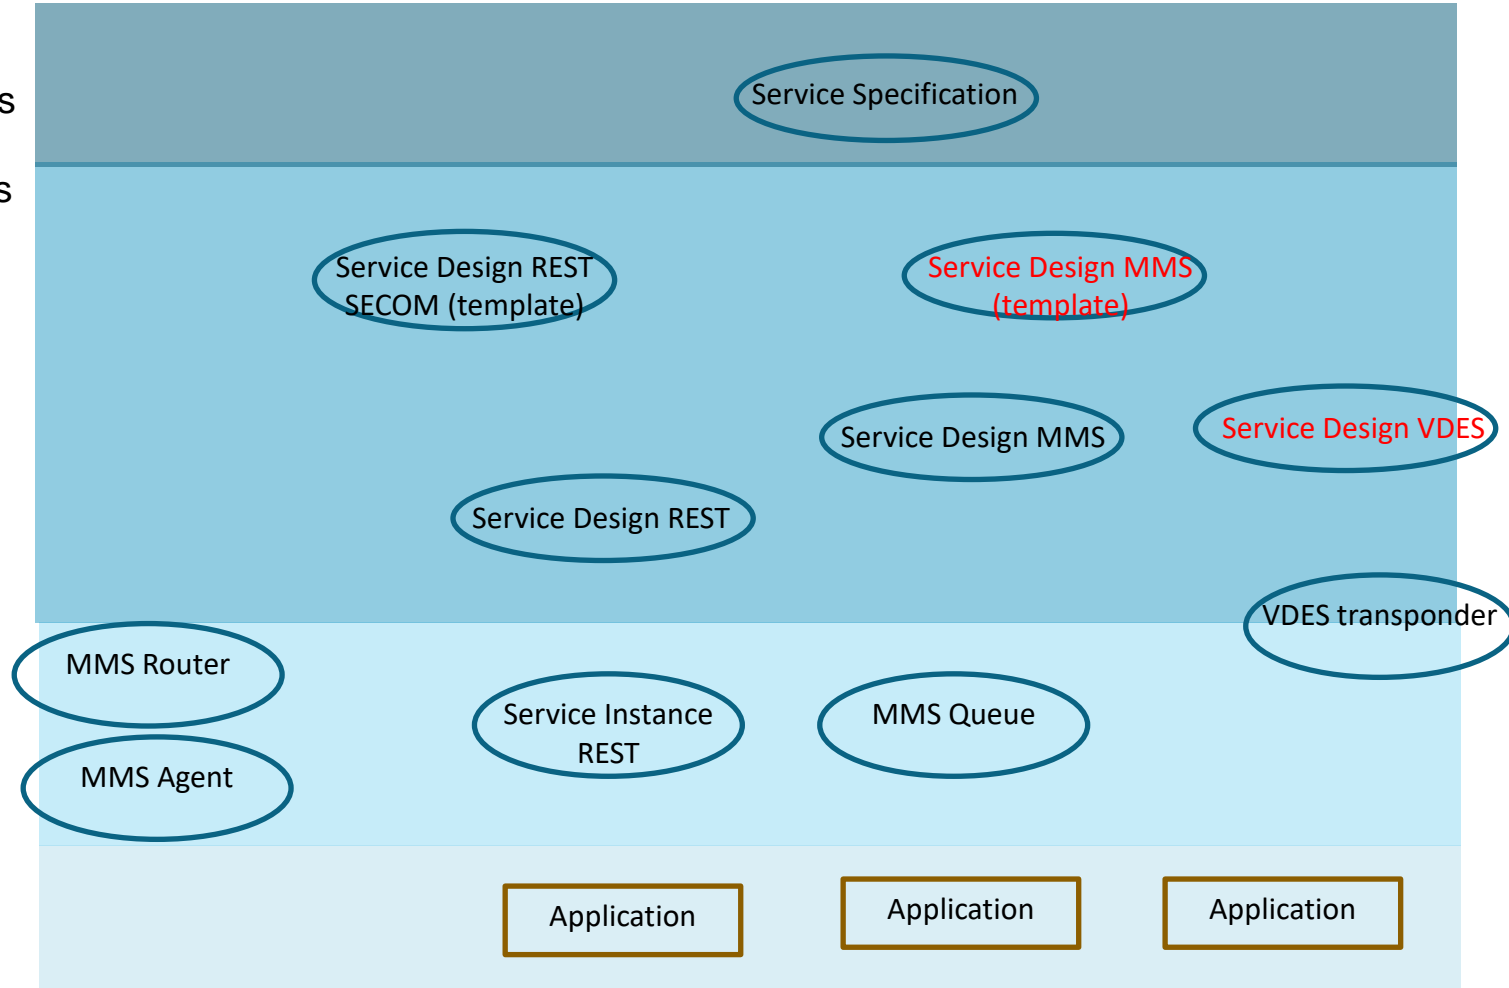 Service Specification
s
s
Service Design REST
SECOM (template)
Service Design MMS
(template)
Service Design MMS
Service Design VDES
Service Design REST
VDES transponder
MMS Router
Service Instance
REST
MMS Queue
MMS Agent
Application
Application
Application